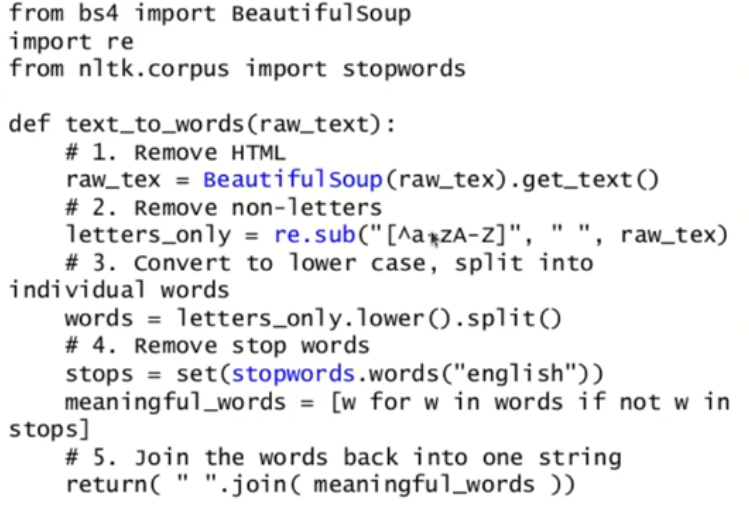 from bs4 import BeautifulSoup
import re
from nltk.corpus import stopwords
def text_to_words(raw_text):
# 1. Remove HTML
raw_tex = BeautifulSoup(raw_tex).get_text()
# 2. Remove non-letters
letters_only = re.sub("[^a-zA-Z]", " ", raw_tex)
# 3. Convert to lower case, split into
individual words
words = letters_only.lower().split()
# 4. Remove stop words
stops = set(stopwords.words("english"))
meaningful_words = [w for w in words if not w in
stops]
# 5. Join the words back into one string
return( " ".join( meaningful_words ))